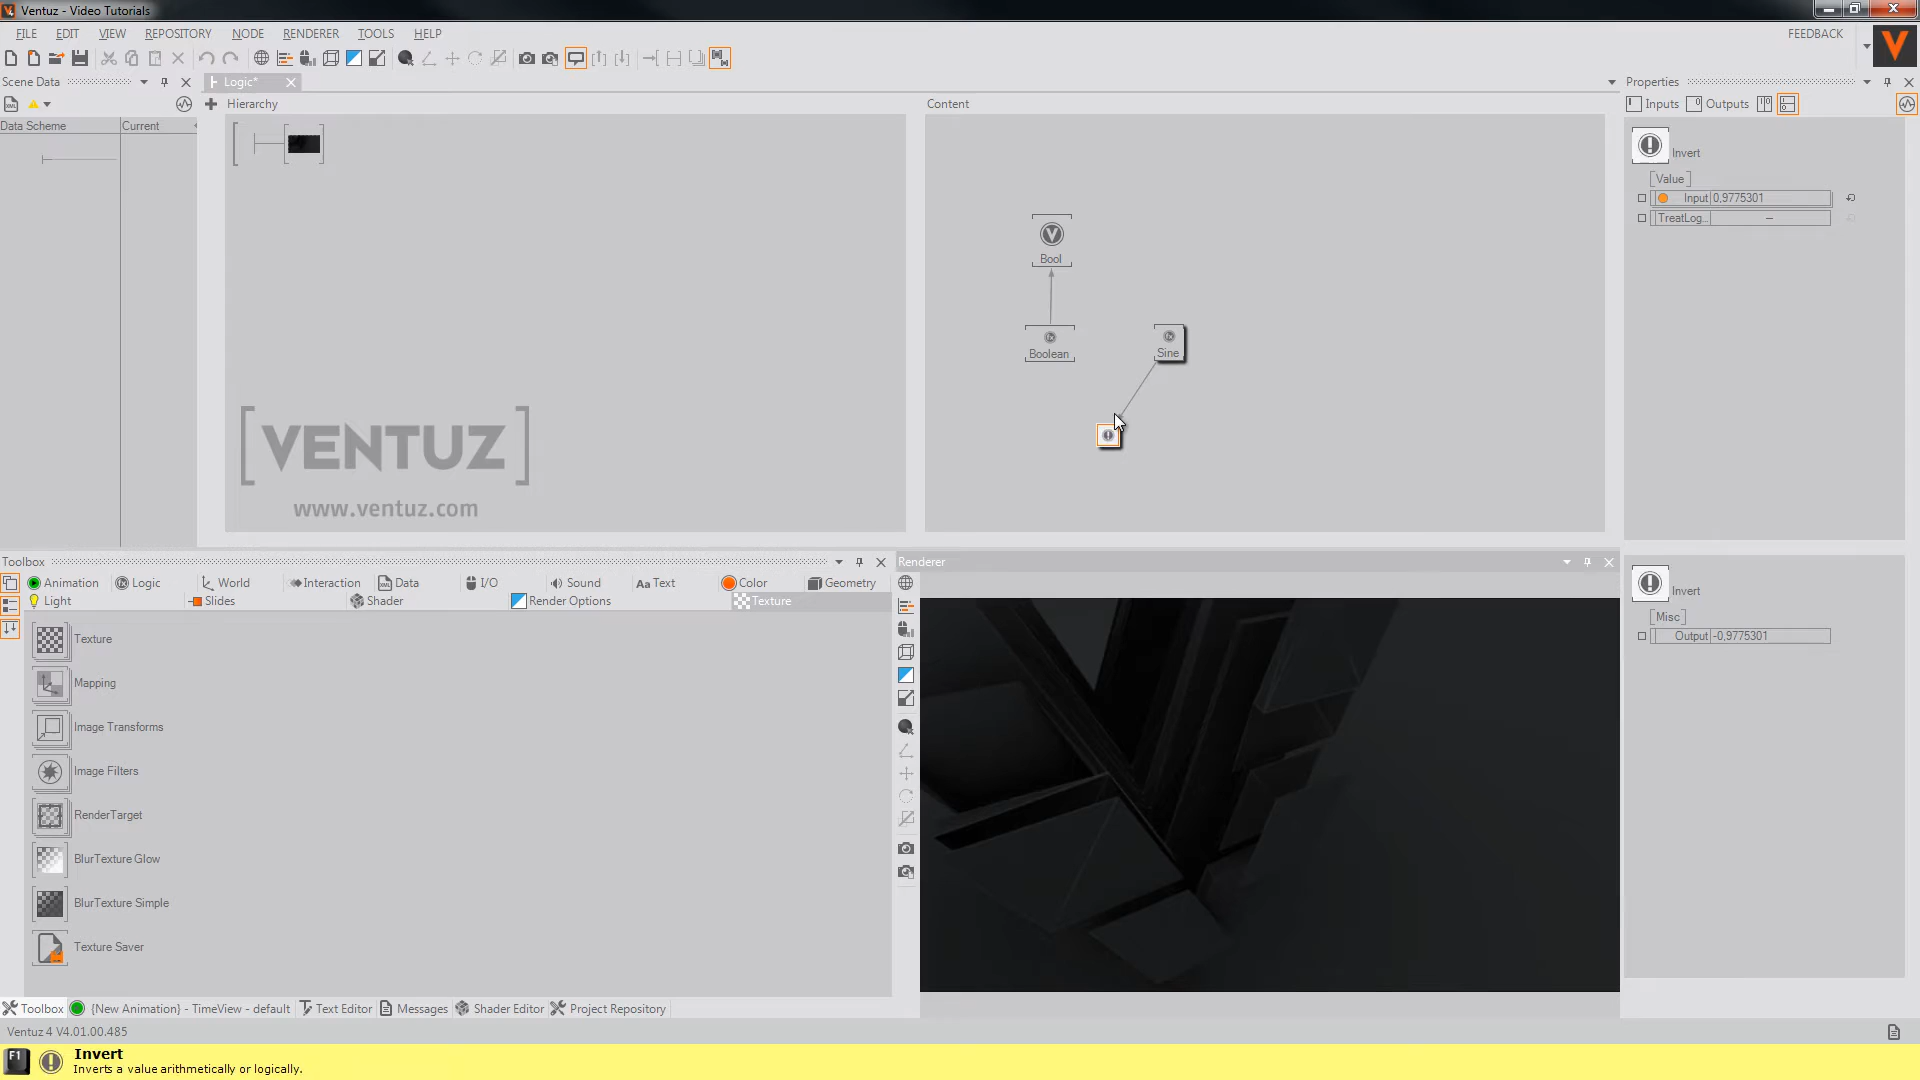 Ventuz - Video Tutorials
FILE EDIT VIEW REPOSITORY NODE RENDERER TOOLS HELP FEEDBACK
Scene Data
Logic*
Properties
Hierarchy
Content
Inputs Outputs
Data Scheme Current
Invert
[Value]
Input 0,9775301
TreatLog... –
Bool
Boolean
Sine
[VENTUZ]
www.ventuz.com
Toolbox
Renderer
Animation Logic World Interaction Data I/O Sound Aa Text Color Geometry
Light Slides Shader Render Options Texture
Invert
[Misc]
Output -0,9775301
Texture
Mapping
Image Transforms
Image Filters
RenderTarget
BlurTexture Glow
BlurTexture Simple
Texture Saver
Toolbox {New Animation} - TimeView - default Text Editor Messages Shader Editor Project Repository
Ventuz 4 V4.01.00.485
F1 Invert
Inverts a value arithmetically or logically.